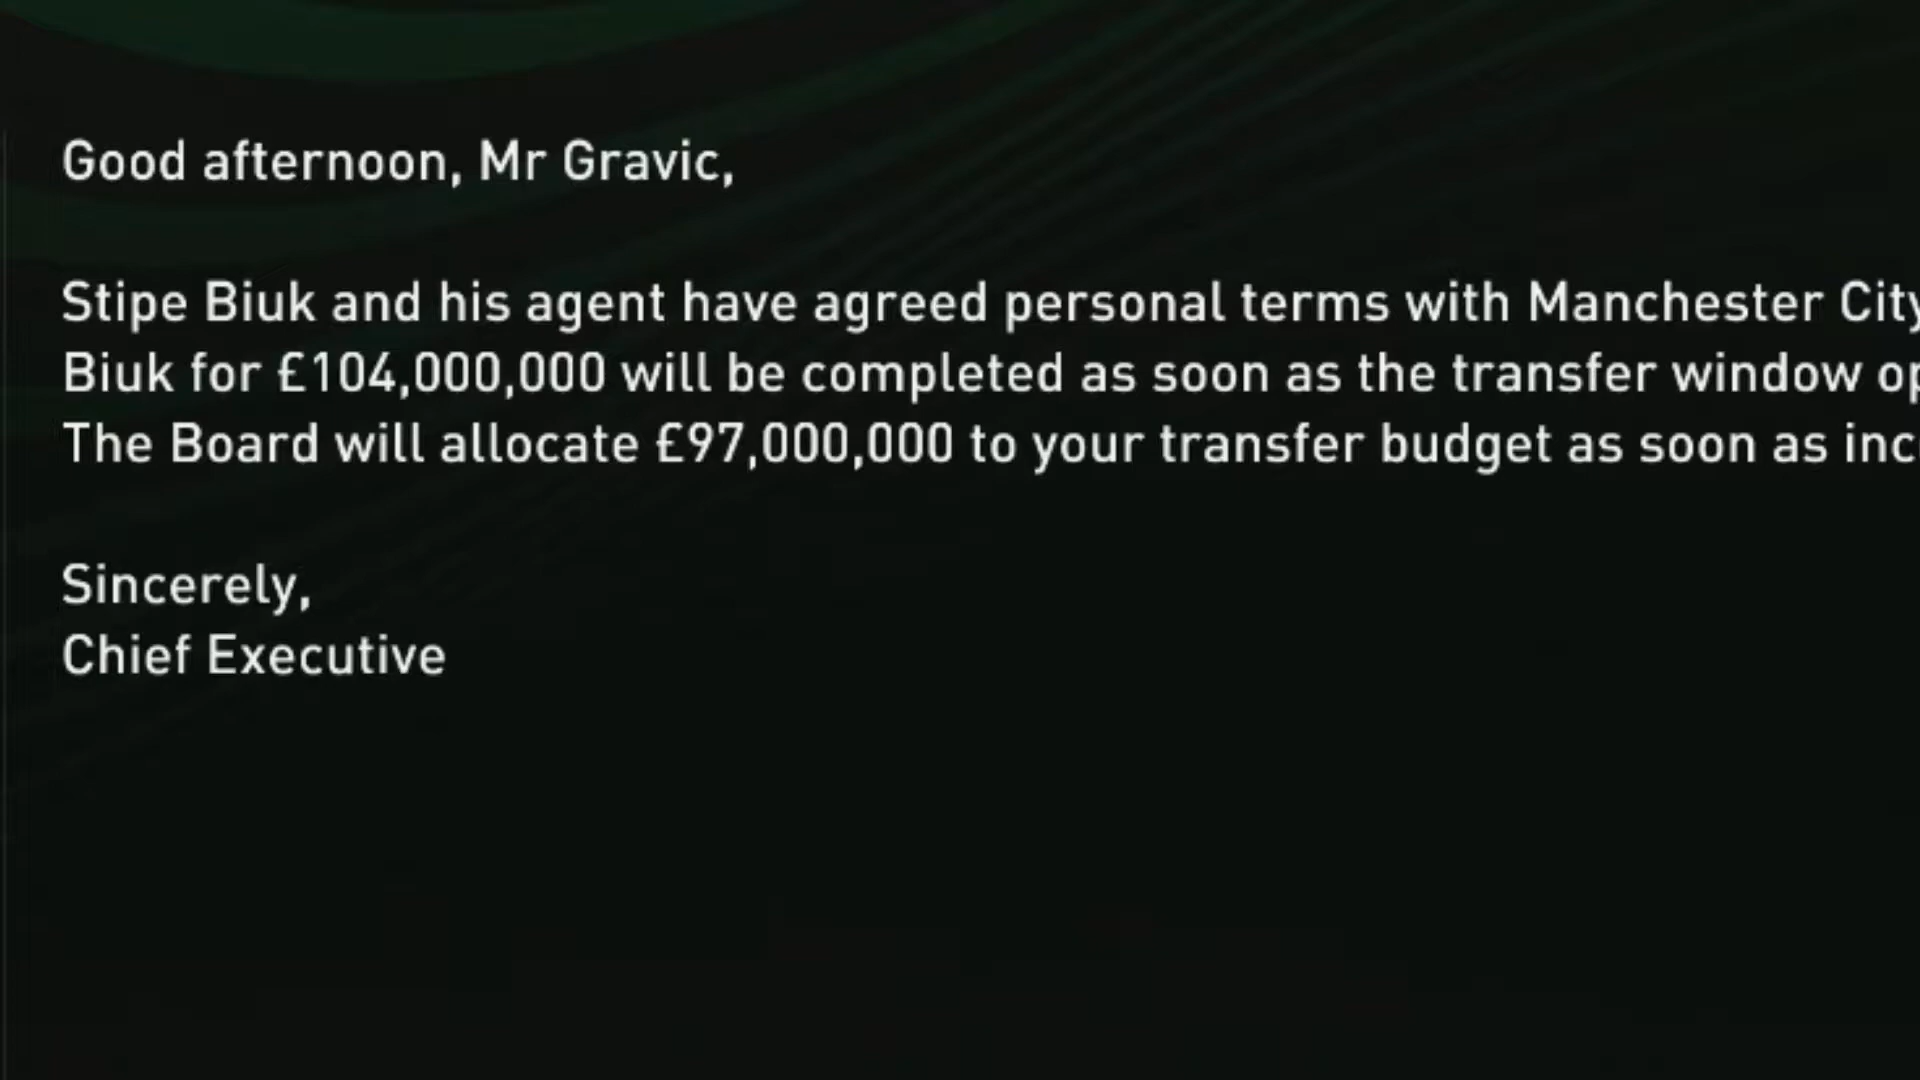 Good afternoon, Mr Gravic,
Stipe Biuk and his agent have agreed personal terms with Manchester City
Biuk for £104,000,000 will be completed as soon as the transfer window op
The Board will allocate £97,000,000 to your transfer budget as soon as inc
Sincerely,
Chief Executive